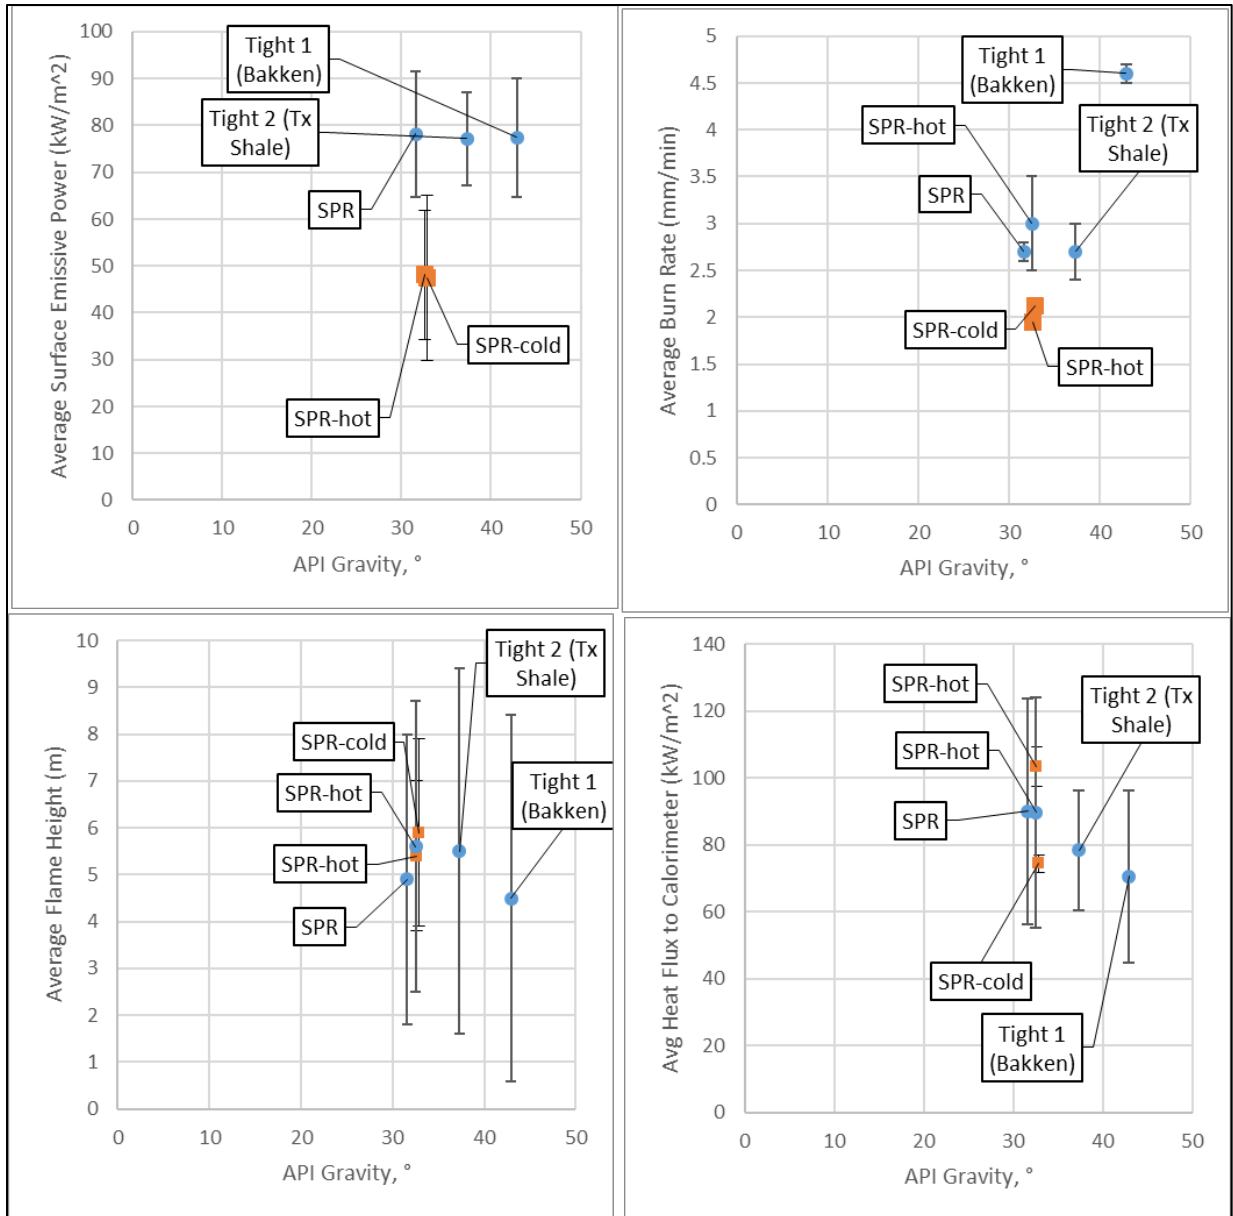 Average Surface Emissive Power (kW/m^2)
100
90
80
70
60
50
40
30
20
10
0
Tight 1
(Bakken)
Tight 2 (Tx
Shale)
SPR
SPR-cold
SPR-hot
0 10 20 30 40 50
API Gravity, °
Average Burn Rate (mm/min)
5
4.5
4
3.5
3
2.5
2
1.5
1
0.5
0
Tight 1
(Bakken)
SPR-hot
Tight 2 (Tx
Shale)
SPR
SPR-cold
SPR-hot
0 10 20 30 40 50
API Gravity, °
Average Flame Height (m)
10
9
8
7
6
5
4
3
2
1
0
Tight 2 (Tx
Shale)
SPR-cold
SPR-hot
Tight 1
(Bakken)
SPR-hot
SPR
0 10 20 30 40 50
API Gravity, °
Avg Heat Flux to Calorimeter (kW/m^2)
140
120
100
80
60
40
20
0
SPR-hot
Tight 2 (Tx
Shale)
SPR-hot
SPR
SPR-cold
Tight 1
(Bakken)
0 10 20 30 40 50
API Gravity, °